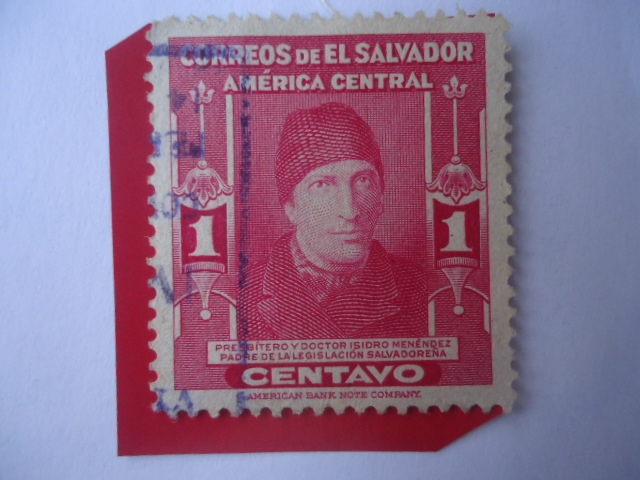 CORREOS DE EL SALVADOR
AMÉRICA CENTRAL
1 1
PRESBÍTERO Y DOCTOR ISIDRO MENÉNDEZ
PADRE DE LA LEGISLACIÓN SALVADOREÑA
CENTAVO
AMERICAN BANK NOTE COMPANY.